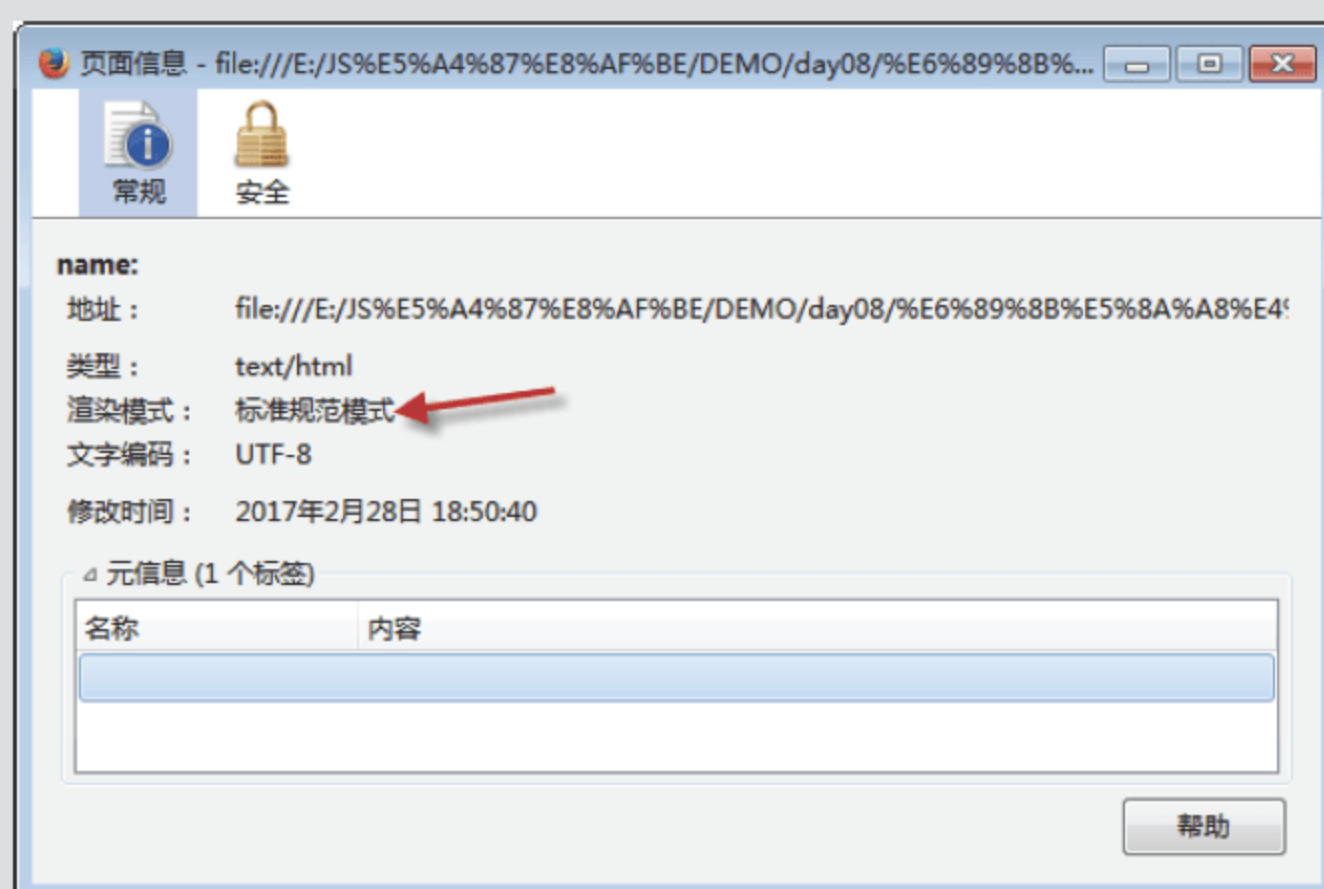 页面信息 - file:///E:/JS%E5%A4%87%E8%AF%BE/DEMO/day08/%E6%89%8B%...
常规 安全
name:
地址： file:///E:/JS%E5%A4%87%E8%AF%BE/DEMO/day08/%E6%89%8B%E5%8A%A8%E4%
类型： text/html
渲染模式： 标准规范模式
文字编码： UTF-8
修改时间： 2017年2月28日 18:50:40
元信息 (1 个标签)
名称 内容
帮助